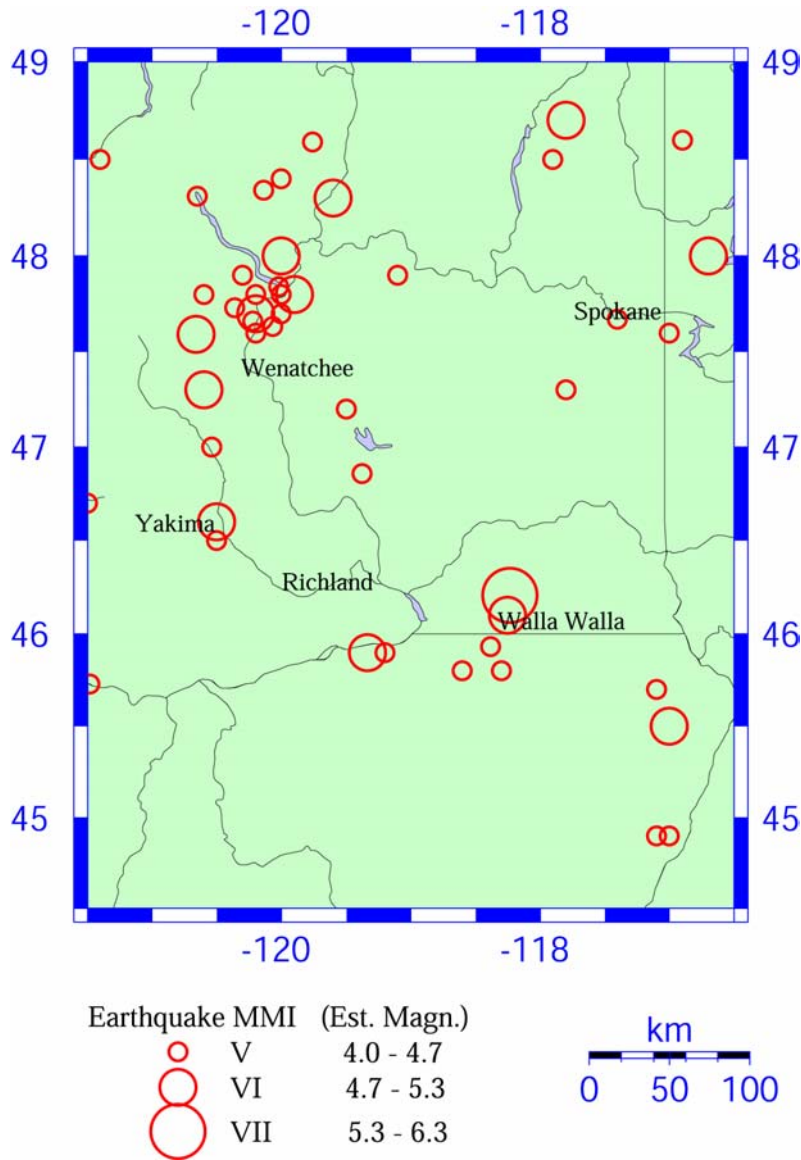 -120 -118
49 49
48 48
Spokane
Wenatchee
47 47
Yakima
Richland
Walla Walla
46 46
45 45
-120 -118
Earthquake MMI (Est. Magn.)
V 4.0 - 4.7
VI 4.7 - 5.3
VII 5.3 - 6.3
km
0 50 100